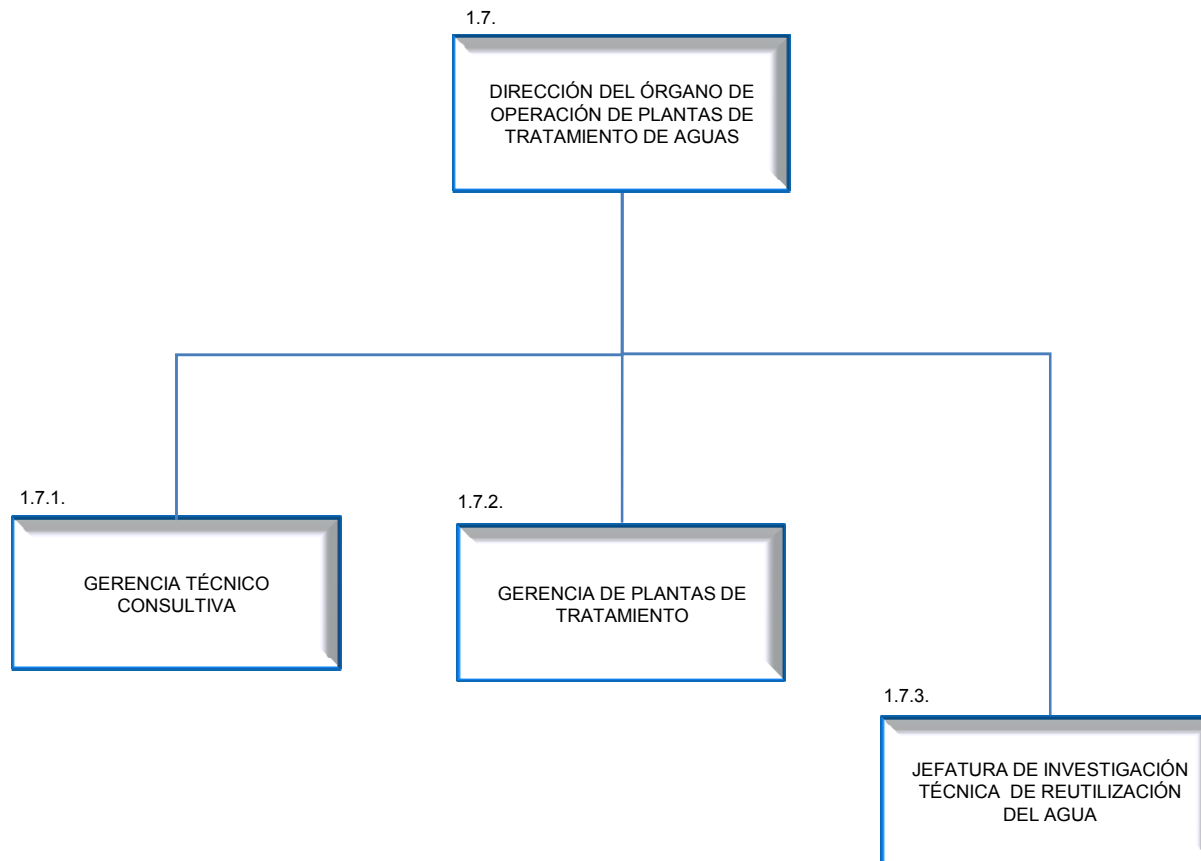 1.7.
DIRECCIÓN DEL ÓRGANO DE
OPERACIÓN DE PLANTAS DE
TRATAMIENTO DE AGUAS
1.7.1.
GERENCIA TÉCNICO
CONSULTIVA
1.7.2.
GERENCIA DE PLANTAS DE
TRATAMIENTO
1.7.3.
JEFATURA DE INVESTIGACIÓN
TÉCNICA DE REUTILIZACIÓN
DEL AGUA